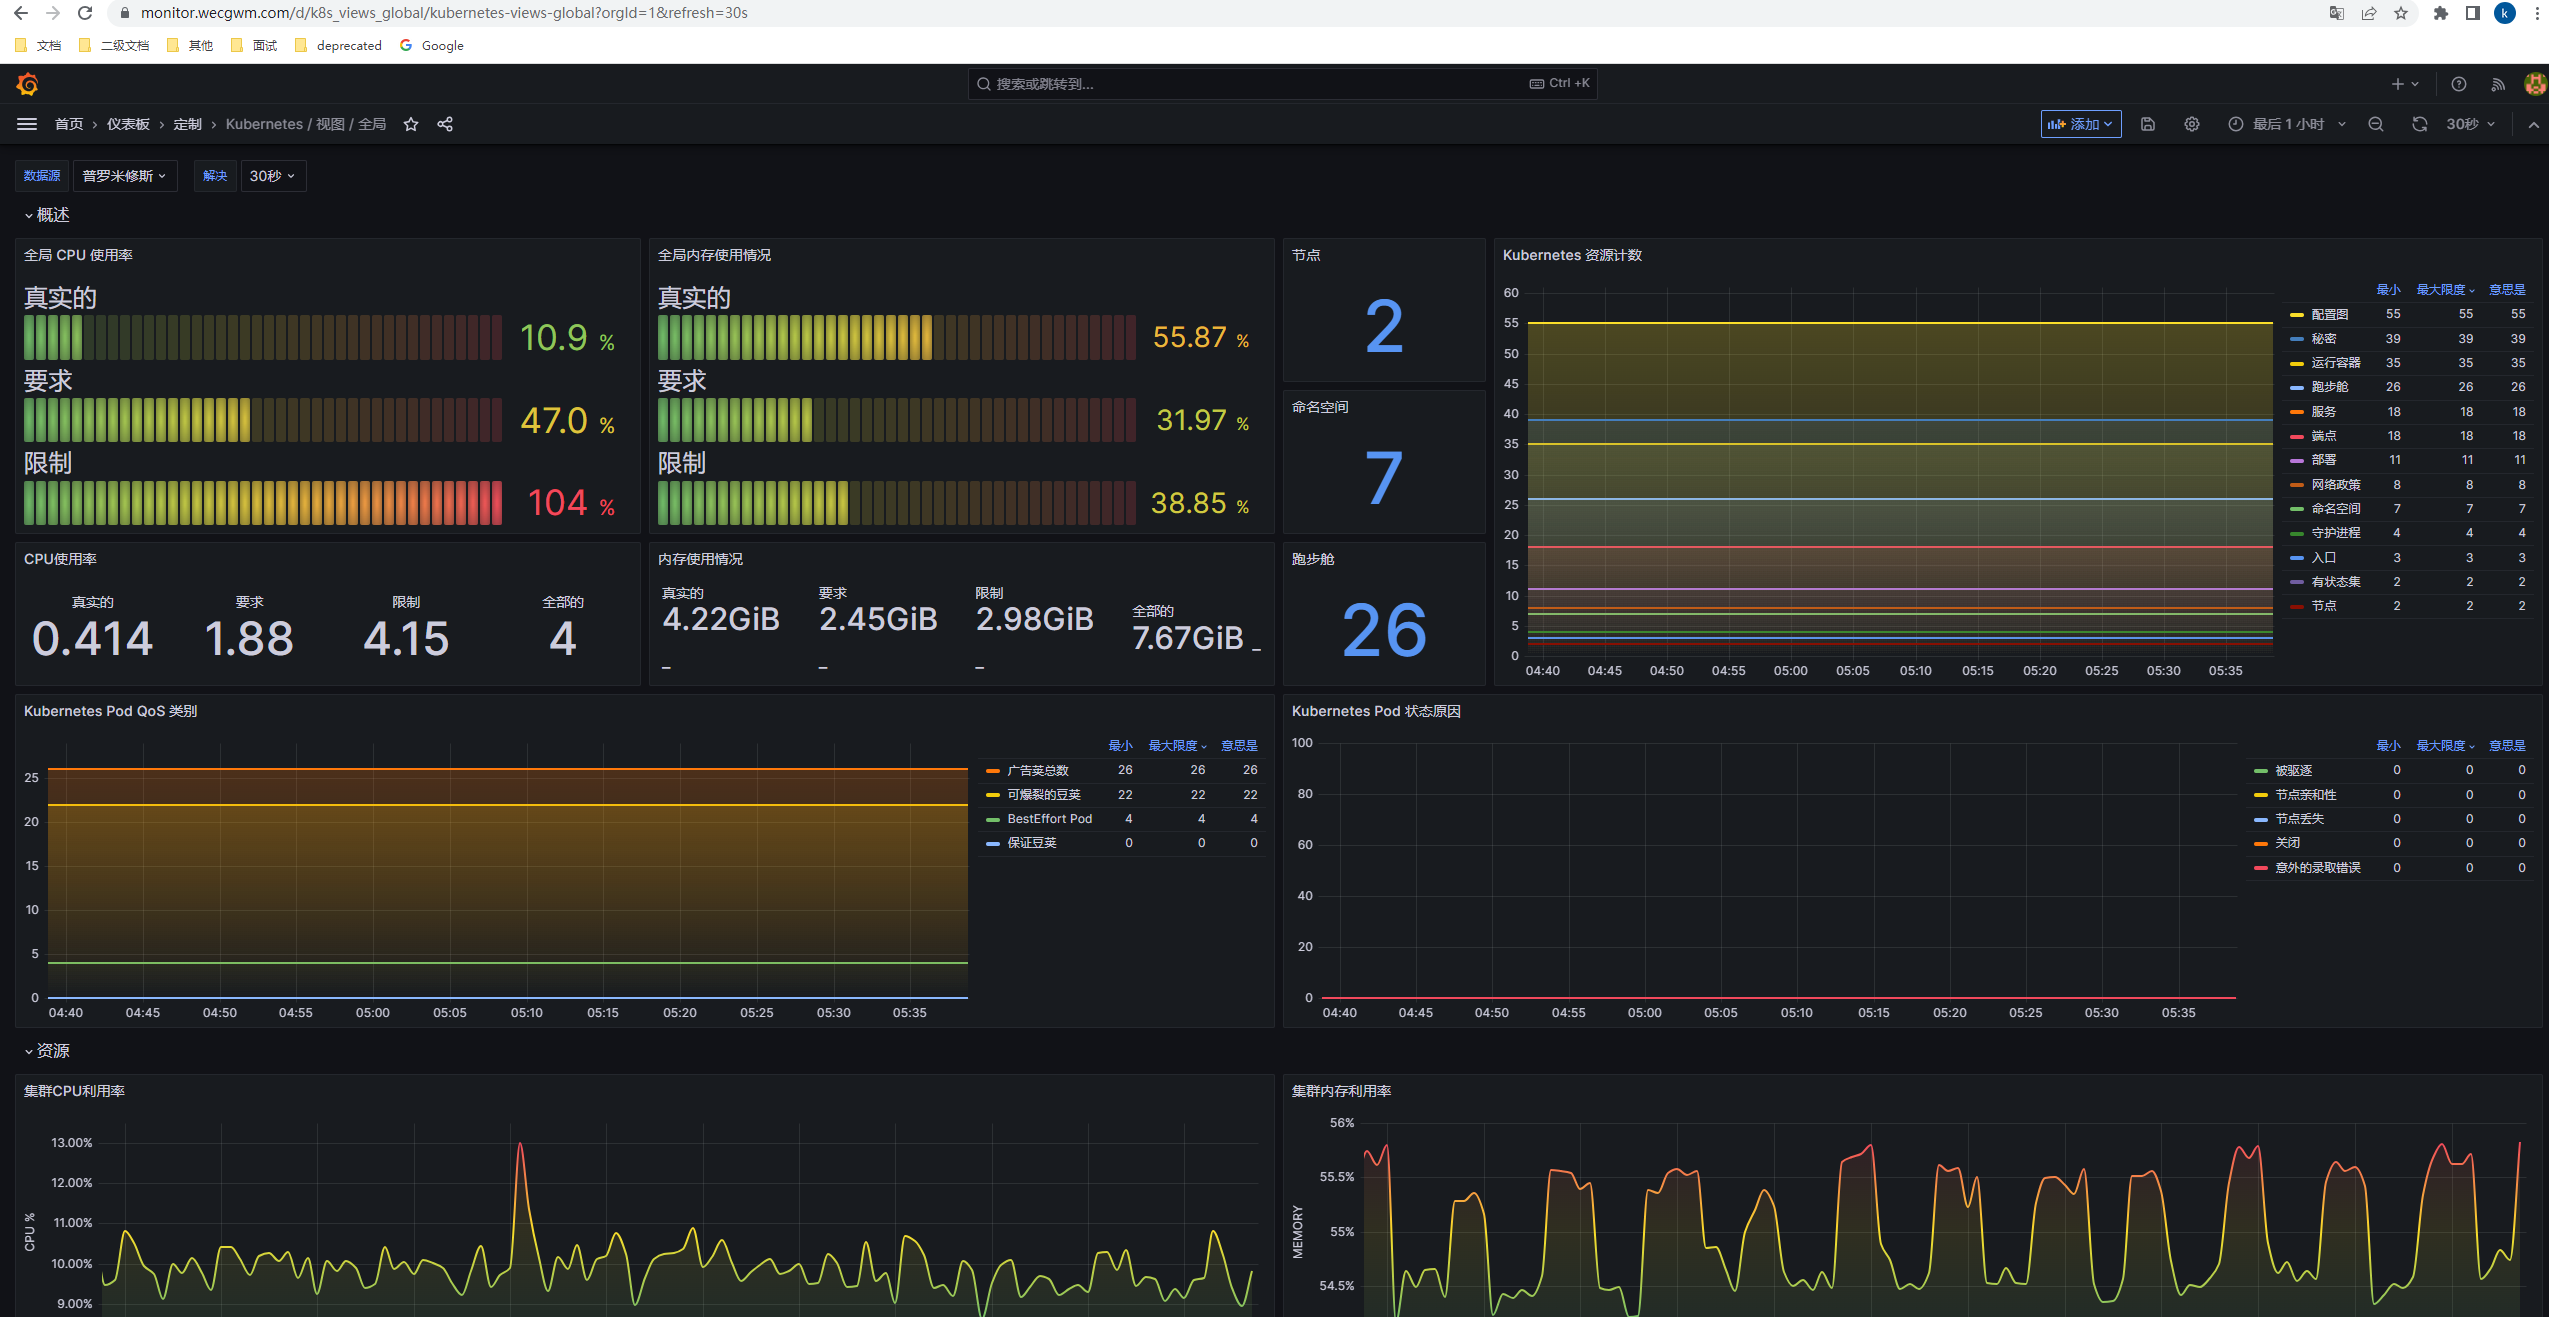 monitor.wecgwm.com/d/k8s_views_global/kubernetes-views-global?orgId=1&refresh=30s
k
文档 二级文档 其他 面试 deprecated Google
搜索或跳转到... Ctrl +K
首页 › 仪表板 › 定制 › Kubernetes / 视图 / 全局
添加 最后 1 小时 30秒
数据源 普罗米修斯 解决 30秒
概述
全局 CPU 使用率
真实的
10.9 %
要求
47.0 %
限制
104 %
全局内存使用情况
真实的
55.87 %
要求
31.97 %
限制
38.85 %
节点
2
命名空间
7
Kubernetes 资源计数
60
55
50
45
40
35
30
25
20
15
10
5
0
04:40 04:45 04:50 04:55 05:00 05:05 05:10 05:15 05:20 05:25 05:30 05:35
最小 最大限度 意思是
配置图 55 55 55
秘密 39 39 39
运行容器 35 35 35
跑步舱 26 26 26
服务 18 18 18
端点 18 18 18
部署 11 11 11
网络政策 8 8 8
命名空间 7 7 7
守护进程 4 4 4
入口 3 3 3
有状态集 2 2 2
节点 2 2 2
CPU使用率
真实的 要求 限制 全部的
0.414 1.88 4.15 4
内存使用情况
真实的 要求 限制 全部的
4.22GiB 2.45GiB 2.98GiB 7.67GiB _
_ _ _
跑步舱
26
Kubernetes Pod QoS 类别
25
20
15
10
5
0
04:40 04:45 04:50 04:55 05:00 05:05 05:10 05:15 05:20 05:25 05:30 05:35
最小 最大限度 意思是
广告荚总数 26 26 26
可爆裂的豆荚 22 22 22
BestEffort Pod 4 4 4
保证豆荚 0 0 0
Kubernetes Pod 状态原因
100
80
60
40
20
0
04:40 04:45 04:50 04:55 05:00 05:05 05:10 05:15 05:20 05:25 05:30 05:35
最小 最大限度 意思是
被驱逐 0 0 0
节点亲和性 0 0 0
节点丢失 0 0 0
关闭 0 0 0
意外的录取错误 0 0 0
资源
集群CPU利用率
CPU %
13.00%
12.00%
11.00%
10.00%
9.00%
集群内存利用率
MEMORY
56%
55.5%
55%
54.5%